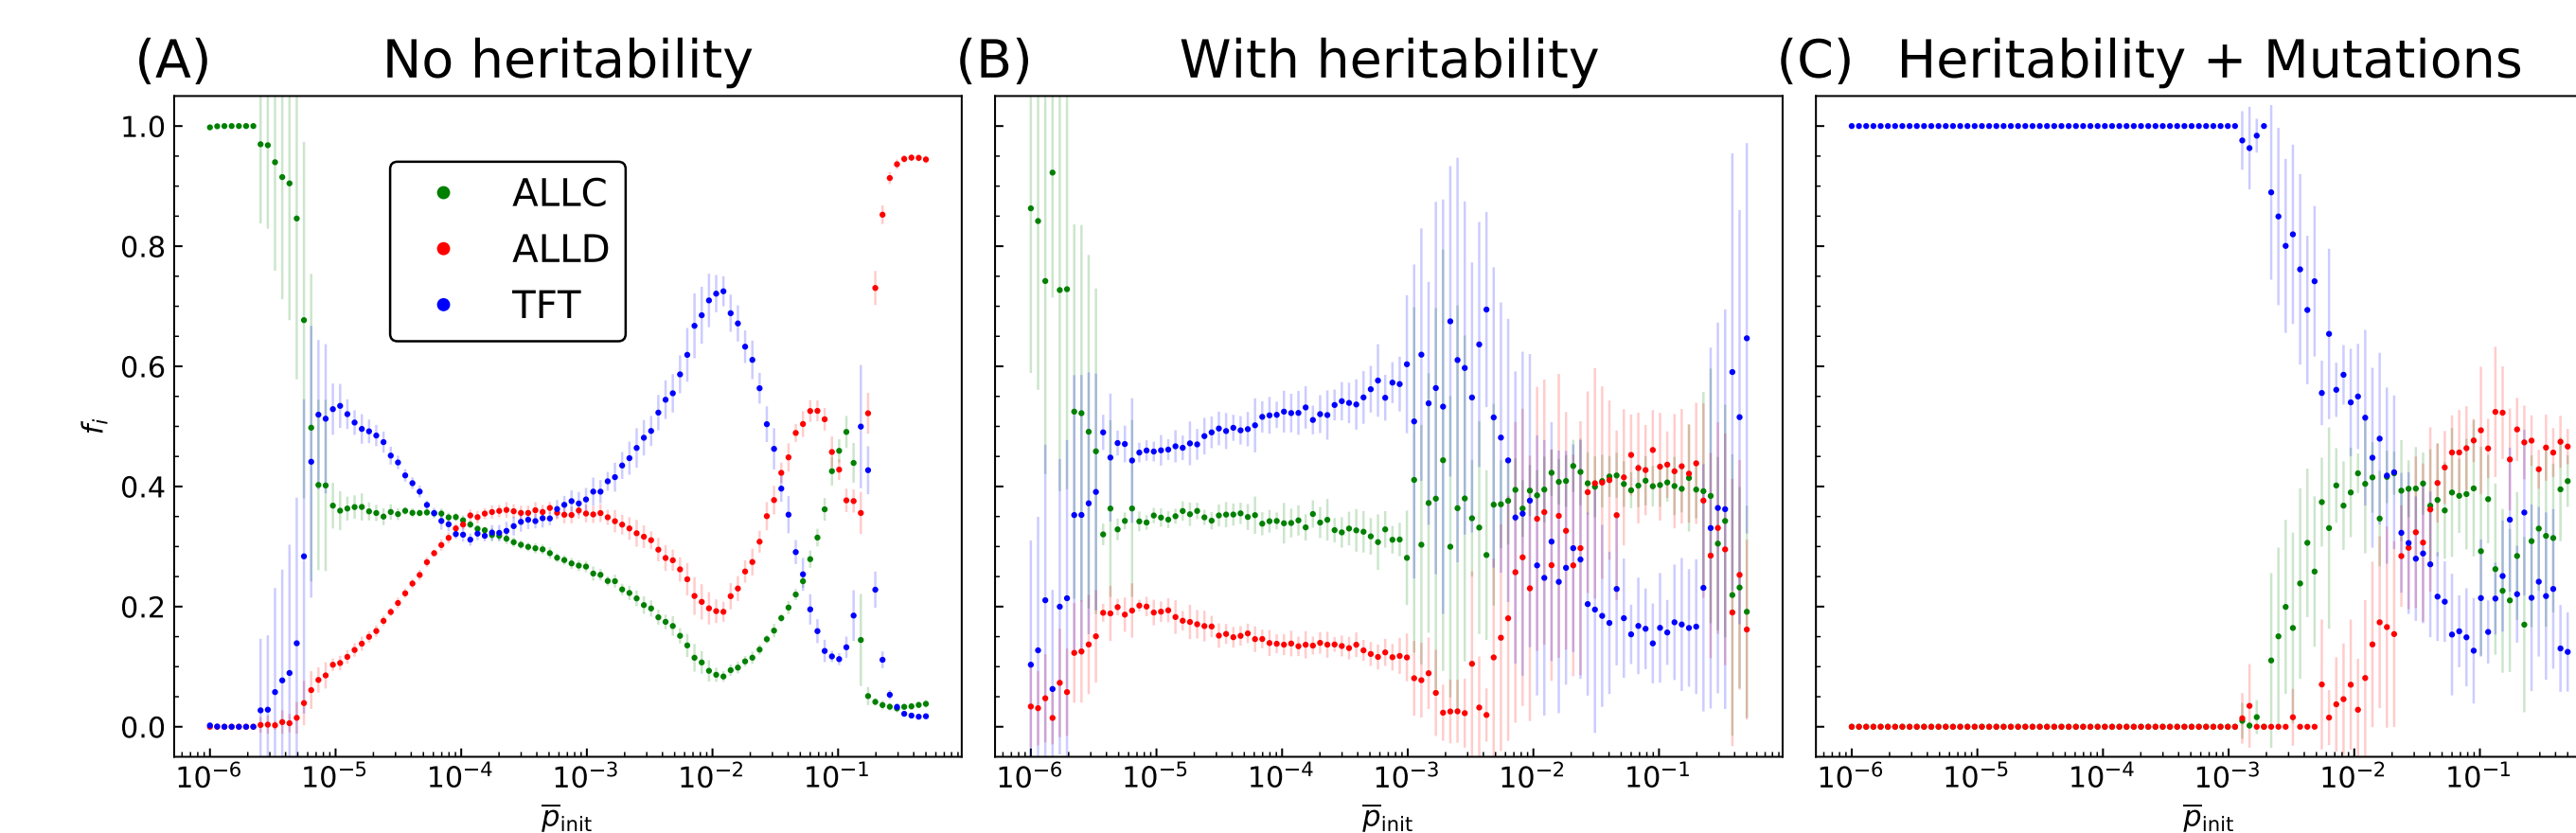 (A) No heritability
(B) With heritability
(C) Heritability + Mutations
1.0
0.8
0.6
0.4
0.2
0.0
f_i
ALLC
ALLD
TFT
10⁻⁶ 10⁻⁵ 10⁻⁴ 10⁻³ 10⁻² 10⁻¹
10⁻⁶ 10⁻⁵ 10⁻⁴ 10⁻³ 10⁻² 10⁻¹
10⁻⁶ 10⁻⁵ 10⁻⁴ 10⁻³ 10⁻² 10⁻¹
p̅_init
p̅_init
p̅_init